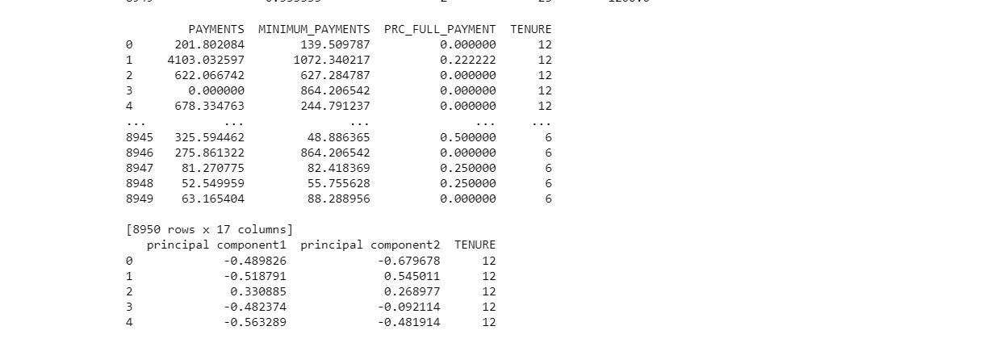 PAYMENTS MINIMUM_PAYMENTS PRC_FULL_PAYMENT TENURE
0 201.802084 139.509787 0.000000 12
1 4103.032597 1072.340217 0.222222 12
2 622.066742 627.284787 0.000000 12
3 0.000000 864.206542 0.000000 12
4 678.334763 244.791237 0.000000 12
... ... ... ... ...
8945 325.594462 48.886365 0.500000 6
8946 275.861322 864.206542 0.000000 6
8947 81.270775 82.418369 0.250000 6
8948 52.549959 55.755628 0.250000 6
8949 63.165404 88.288956 0.000000 6
[8950 rows x 17 columns]
principal component1 principal component2 TENURE
0 -0.489826 -0.679678 12
1 -0.518791 0.545011 12
2 0.330885 0.268977 12
3 -0.482374 -0.092114 12
4 -0.563289 -0.481914 12